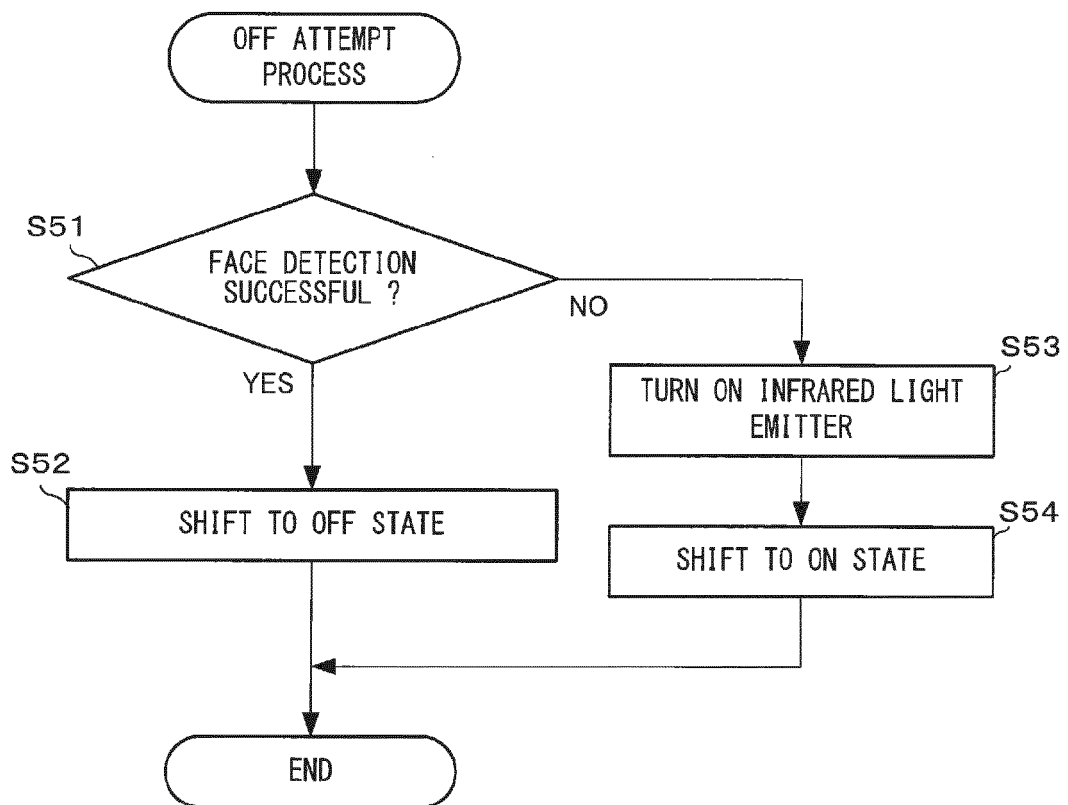 OFF ATTEMPT
PROCESS
S51
FACE DETECTION
SUCCESSFUL ?
NO
YES
S53
TURN ON INFRARED LIGHT
EMITTER
S52
SHIFT TO OFF STATE
S54
SHIFT TO ON STATE
END